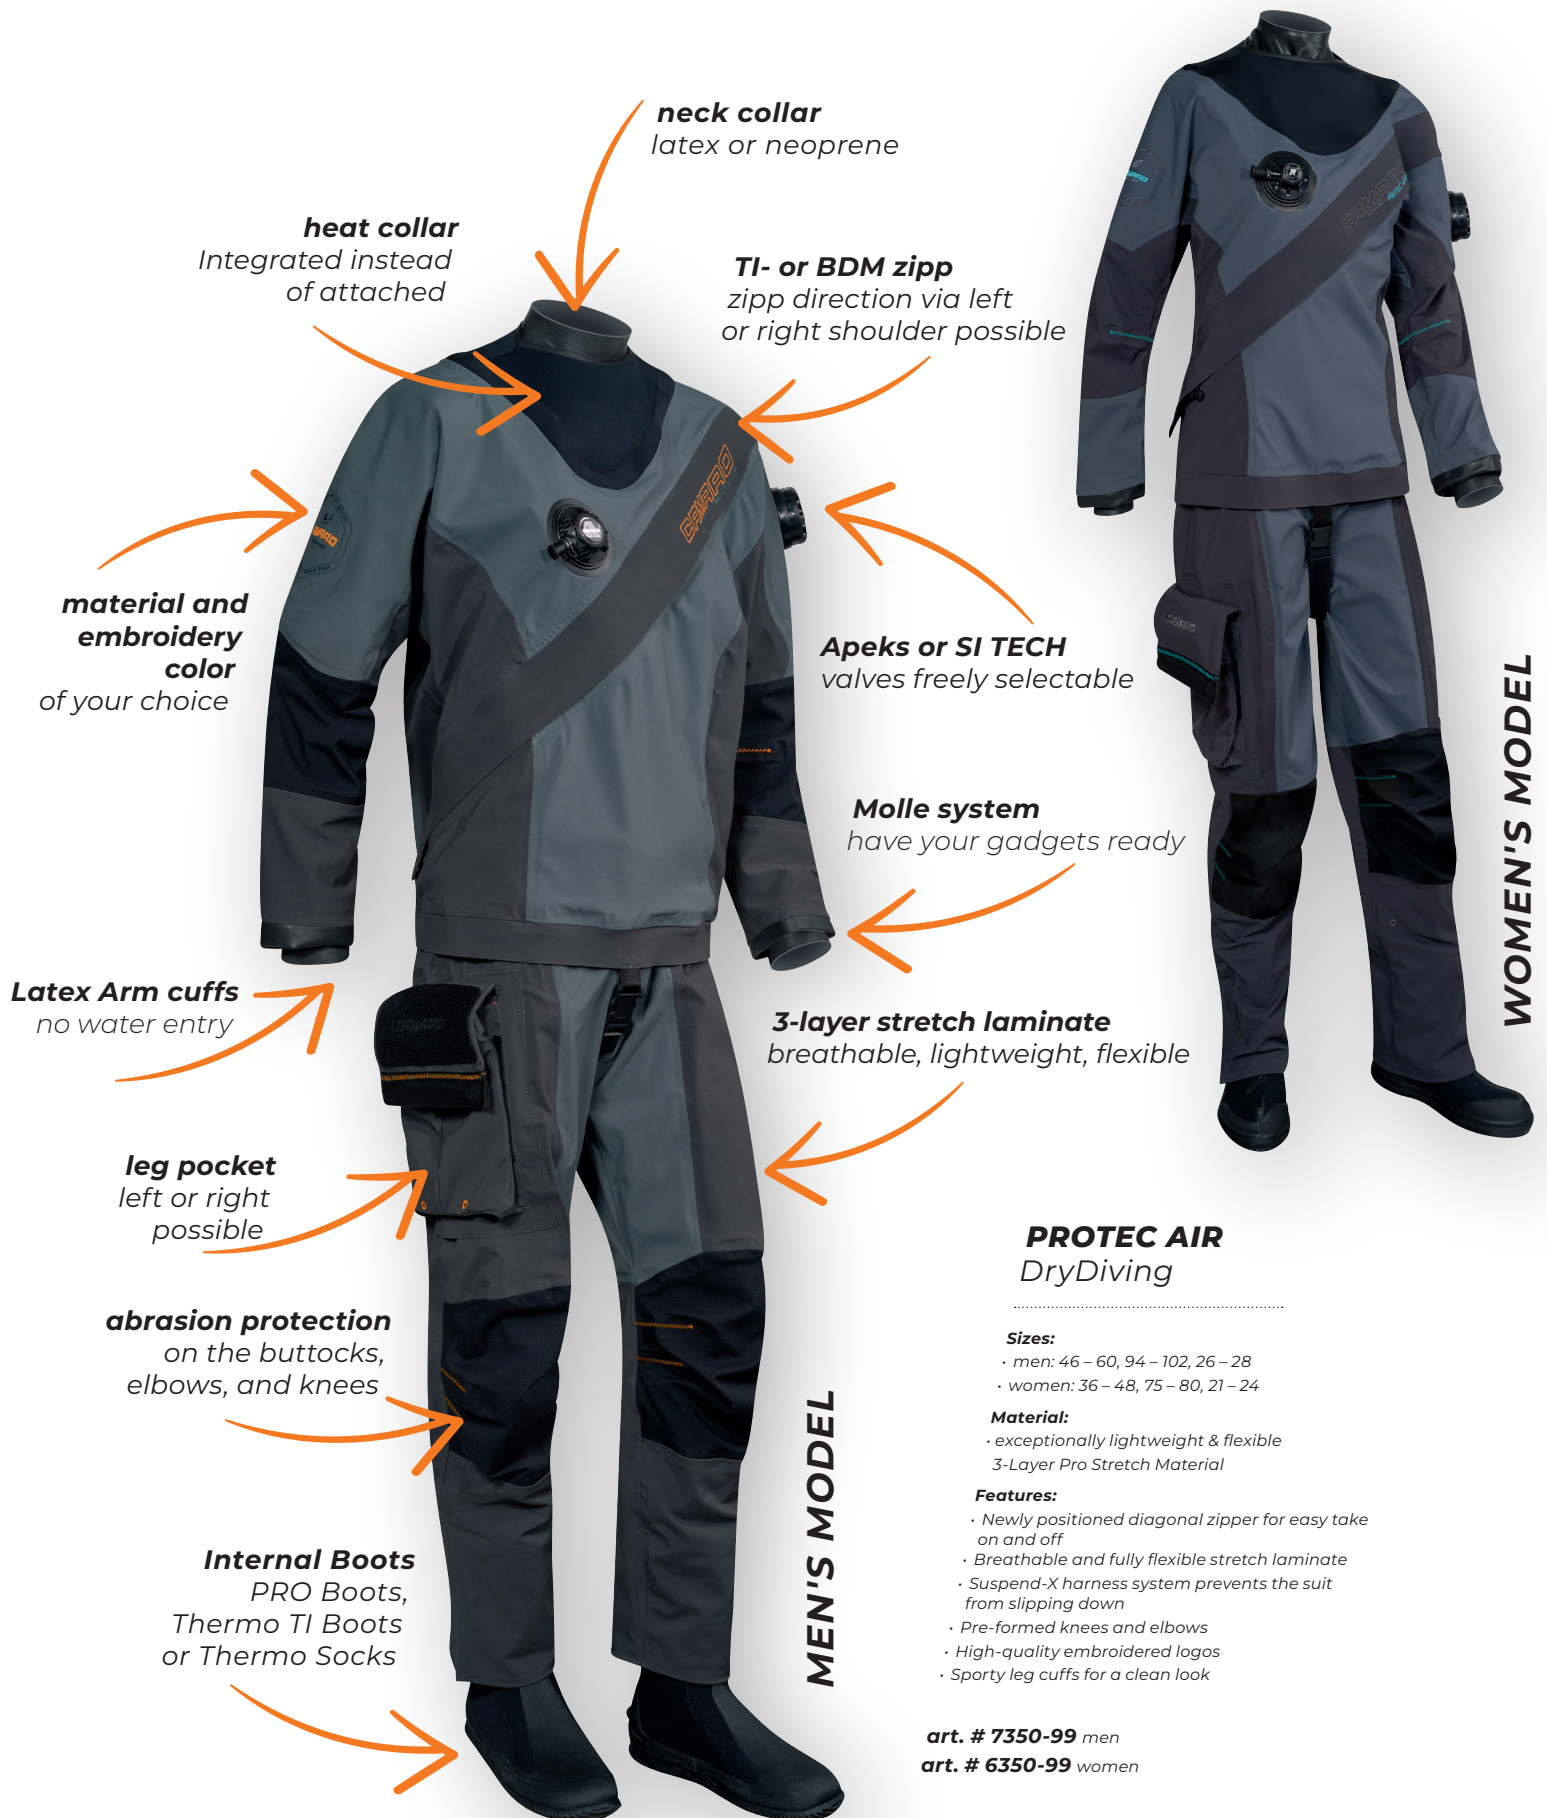 neck collar
latex or neoprene
heat collar
Integrated instead
of attached
TI- or BDM zipp
zipp direction via left
or right shoulder possible
CAMARO
material and
embroidery
color
of your choice
Apeks or SI TECH
valves freely selectable
Molle system
have your gadgets ready
Latex Arm cuffs
no water entry
3-layer stretch laminate
breathable, lightweight, flexible
leg pocket
left or right
possible
abrasion protection
on the buttocks,
elbows, and knees
Internal Boots
PRO Boots,
Thermo TI Boots
or Thermo Socks
MEN'S MODEL
WOMEN'S MODEL
PROTEC AIR
DryDiving
Sizes:
• men: 46 – 60, 94 – 102, 26 – 28
• women: 36 – 48, 75 – 80, 21 – 24
Material:
• exceptionally lightweight & flexible
3-Layer Pro Stretch Material
Features:
• Newly positioned diagonal zipper for easy take
on and off
• Breathable and fully flexible stretch laminate
• Suspend-X harness system prevents the suit
from slipping down
• Pre-formed knees and elbows
• High-quality embroidered logos
• Sporty leg cuffs for a clean look
art. # 7350-99 men
art. # 6350-99 women